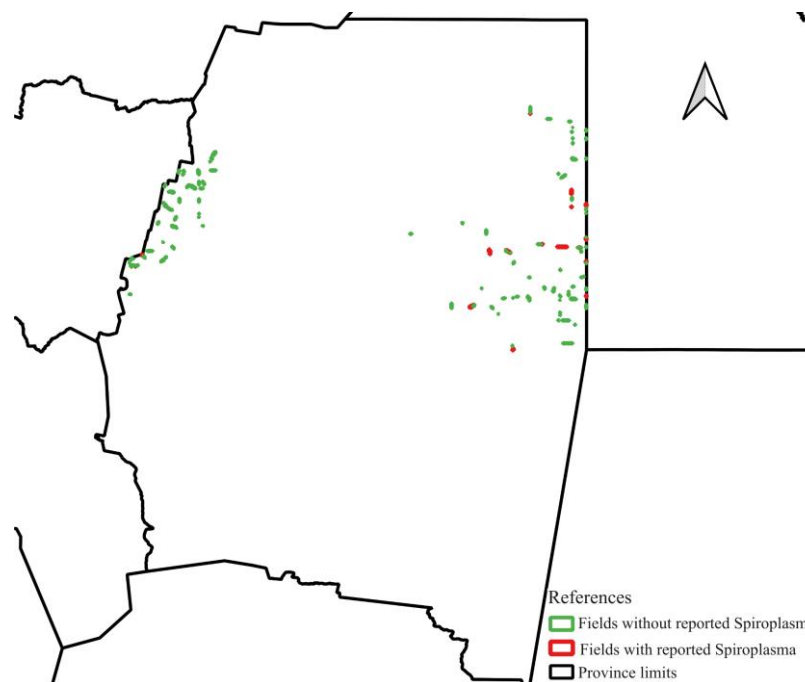 References
Fields without reported Spiroplasm
Fields with reported Spiroplasma
Province limits